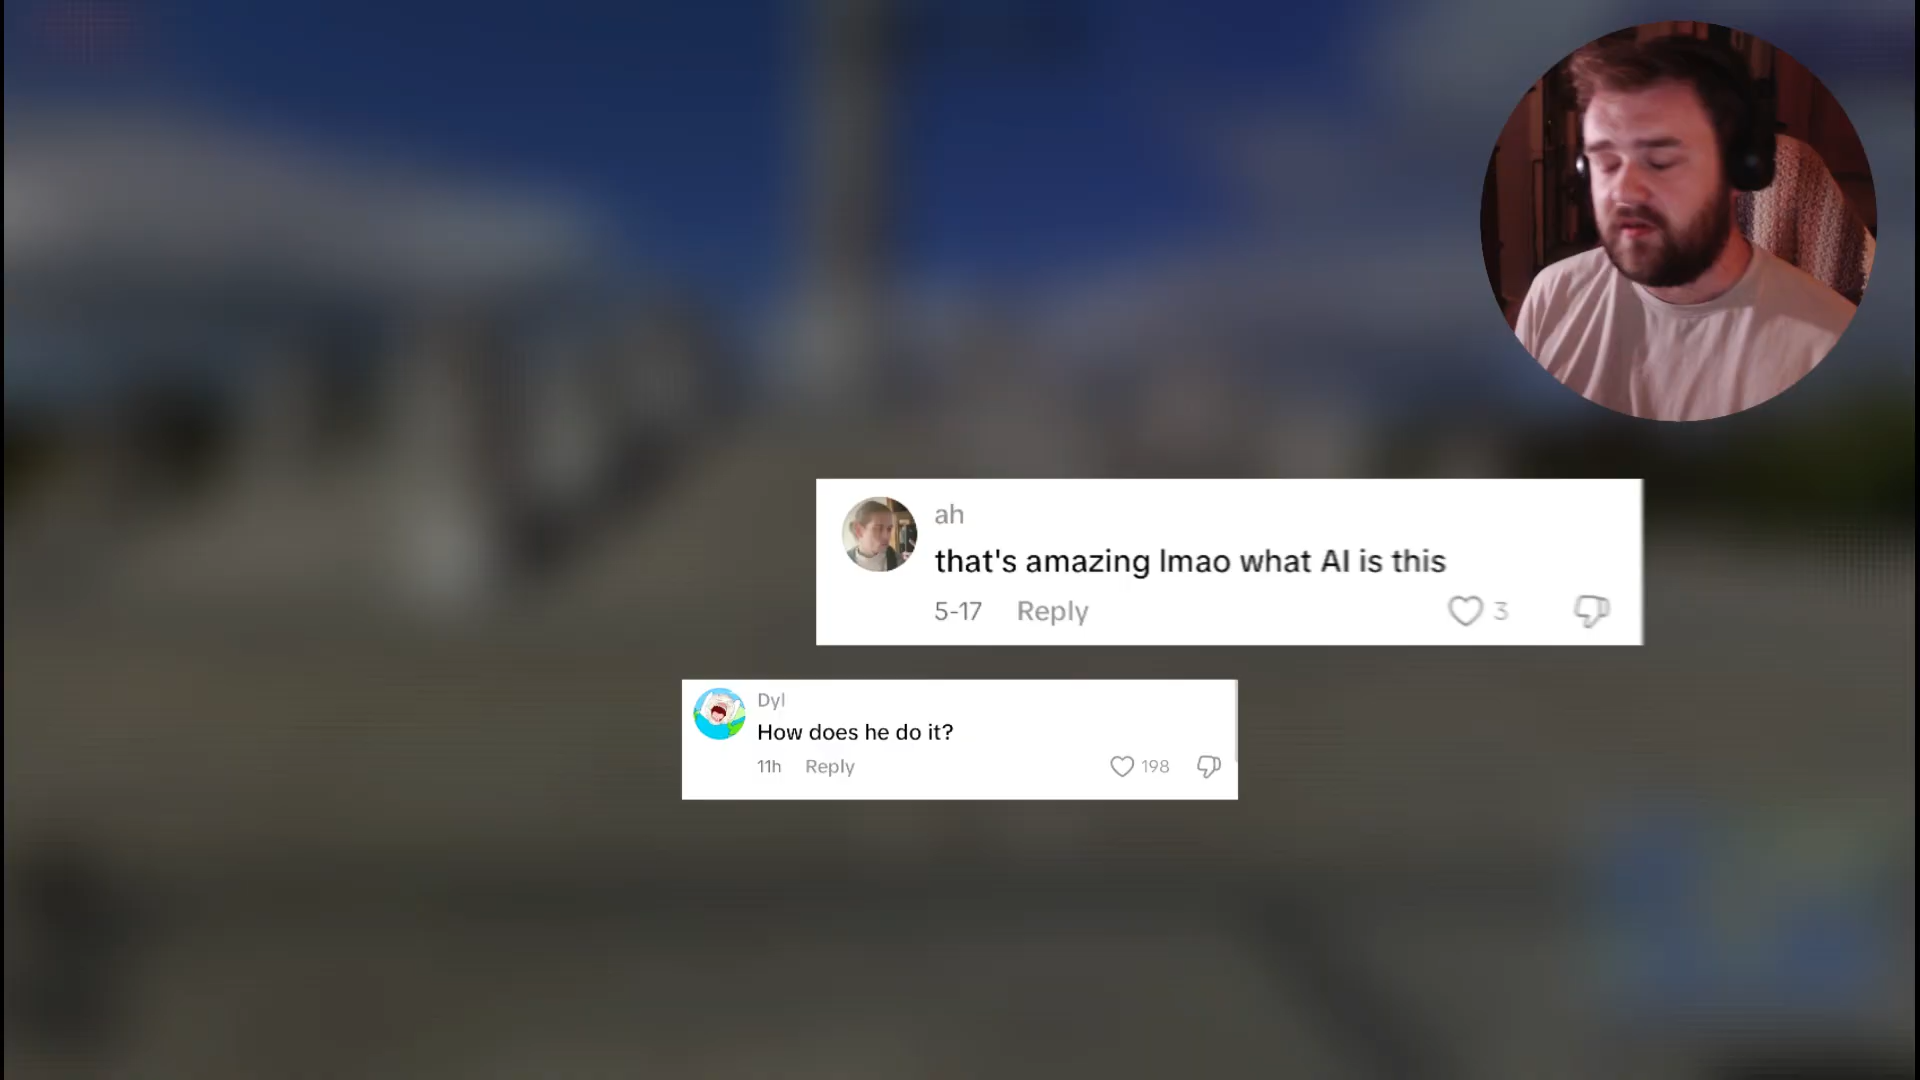 ah
that's amazing lmao what AI is this
5-17 Reply 3
Dyl
How does he do it?
11h Reply 198